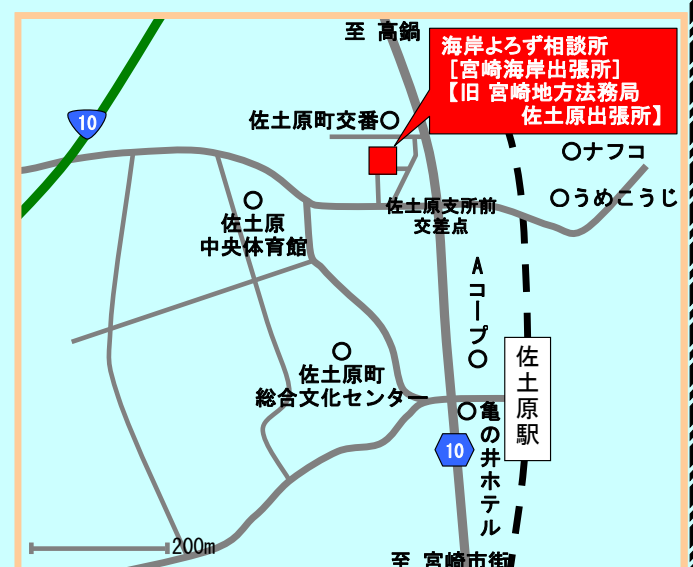 至 高鍋
海岸よろず相談所
［宮崎海岸出張所］
【旧 宮崎地方法務局
佐土原出張所】
10
佐土原町交番
ナフコ
うめこうじ
佐土原
中央体育館
佐土原支所前
交差点
Aコープ
佐土原町
総合文化センター
佐土原駅
亀の井ホテル
10
200m
至 宮崎市街